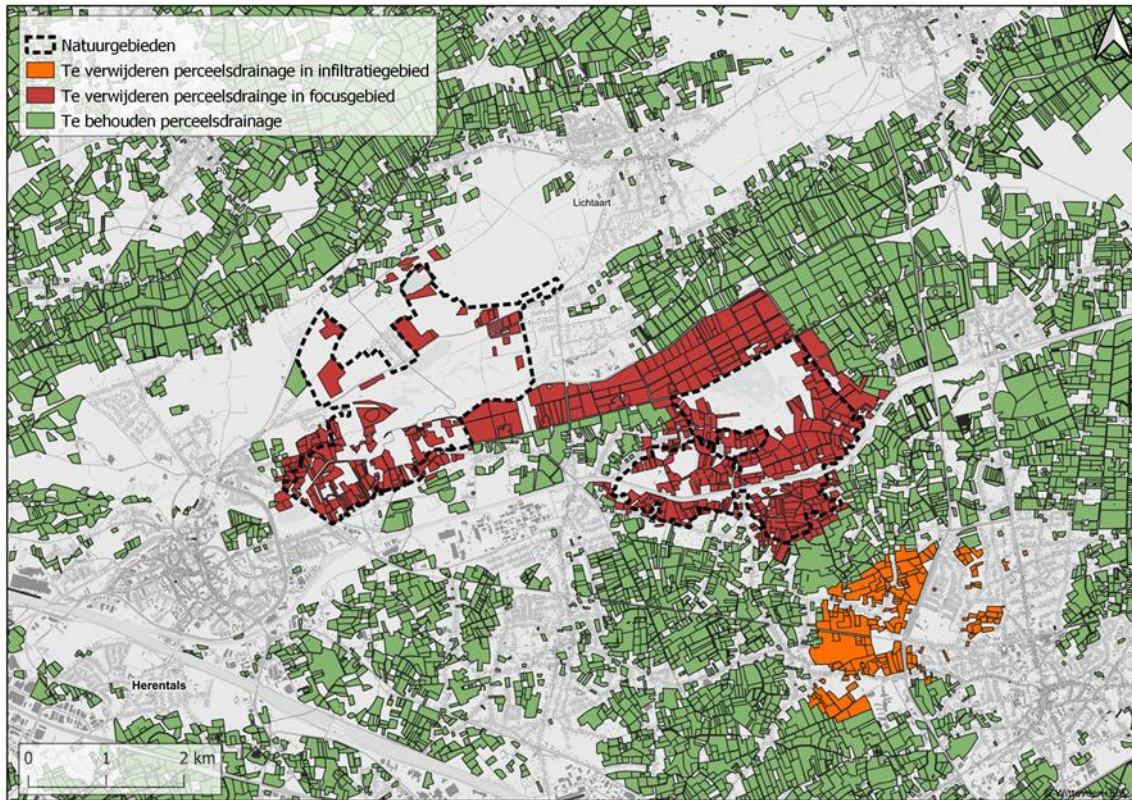 Natuurgebieden
Te verwijderen perceelsdrainage in infiltratiegebied
Te verwijderen perceelsdrainge in focusgebied
Te behouden perceelsdrainage
Lichtaart
Herentals
0 1 2 km